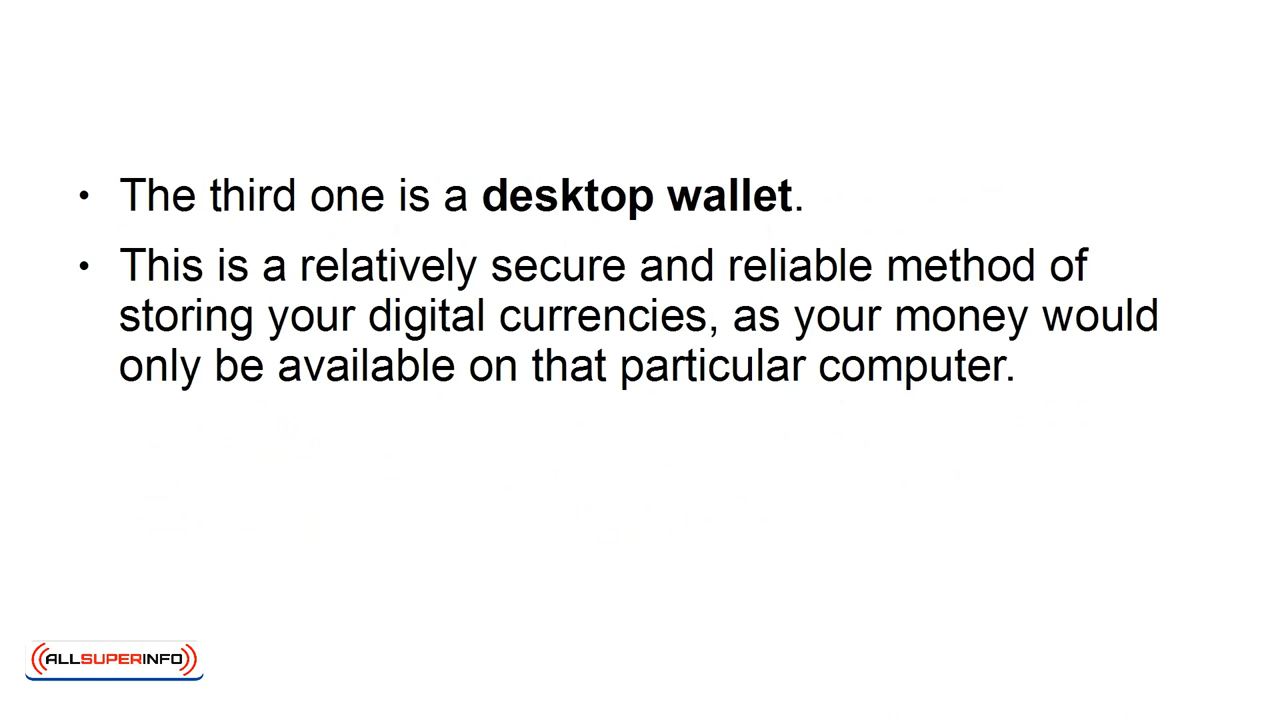 • The third one is a desktop wallet.
• This is a relatively secure and reliable method of
storing your digital currencies, as your money would
only be available on that particular computer.
ALLSUPERINFO